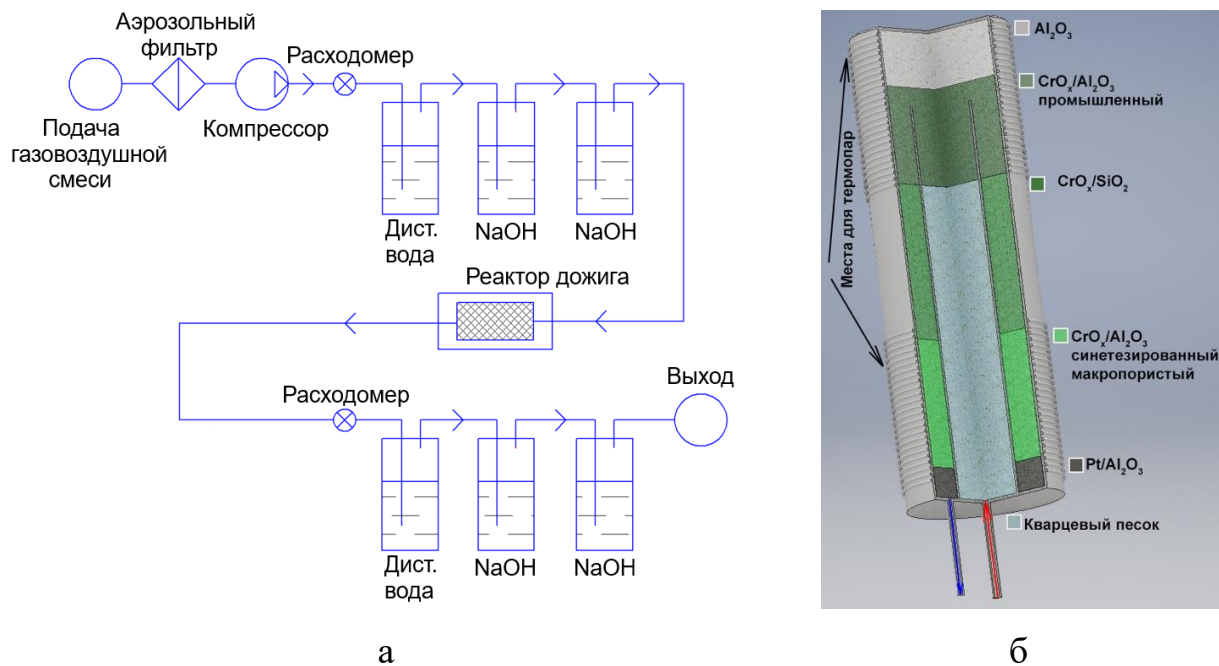 Аэрозольный
фильтр
Расходомер
Подача
газовоздушной
смеси
Компрессор
Дист.
вода
NaOH
NaOH
Реактор дожига
Расходомер
Выход
Дист.
вода
NaOH
NaOH
а
Al₂O₃
CrOₓ/Al₂O₃
промышленный
CrOₓ/SiO₂
Места для термопар
CrOₓ/Al₂O₃
синетезированный
макропористый
Pt/Al₂O₃
Кварцевый песок
б